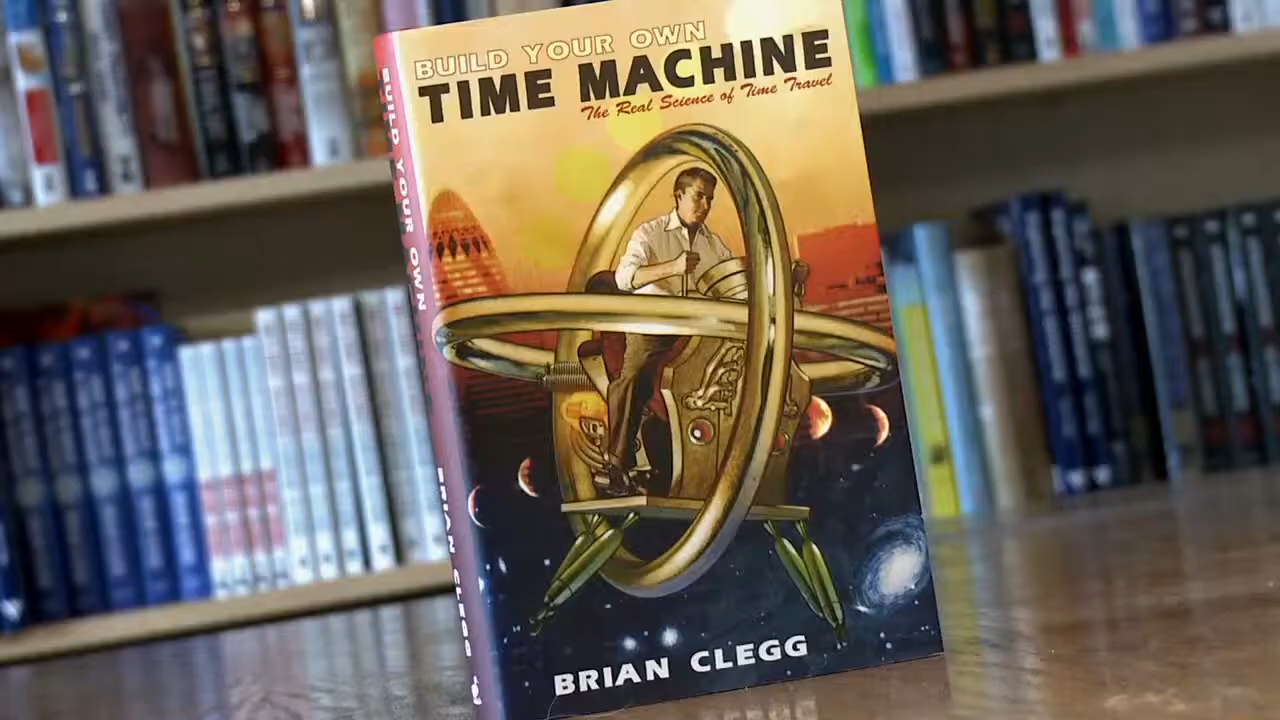 BUILD YOUR OWN
TIME MACHINE
The Real Science of Time Travel
BRIAN CLEGG
BUILD YOUR OWN
BRIAN CLEGG